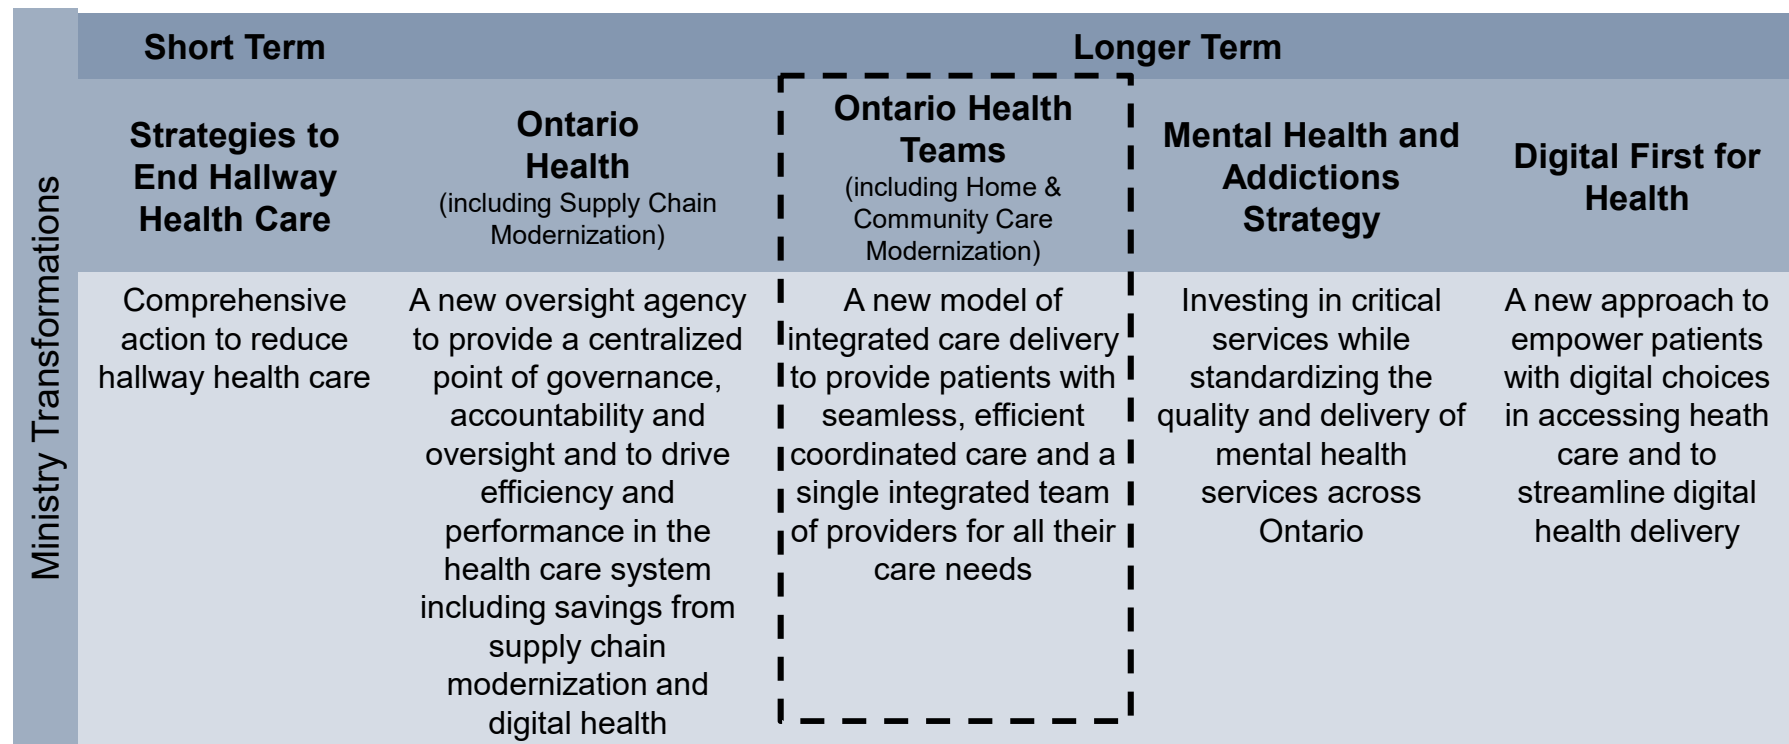 Short Term
Longer Term
Ministry Transformations
Strategies to
End Hallway
Health Care
Ontario
Health
(including Supply Chain
Modernization)
Ontario Health
Teams
(including Home &
Community Care
Modernization)
Mental Health and
Addictions
Strategy
Digital First for
Health
Comprehensive
action to reduce
hallway health care
A new oversight agency
to provide a centralized
point of governance,
accountability and
oversight and to drive
efficiency and
performance in the
health care system
including savings from
supply chain
modernization and
digital health
A new model of
integrated care delivery
to provide patients with
seamless, efficient
coordinated care and a
single integrated team
of providers for all their
care needs
Investing in critical
services while
standardizing the
quality and delivery of
mental health
services across
Ontario
A new approach to
empower patients
with digital choices
in accessing heath
care and to
streamline digital
health delivery